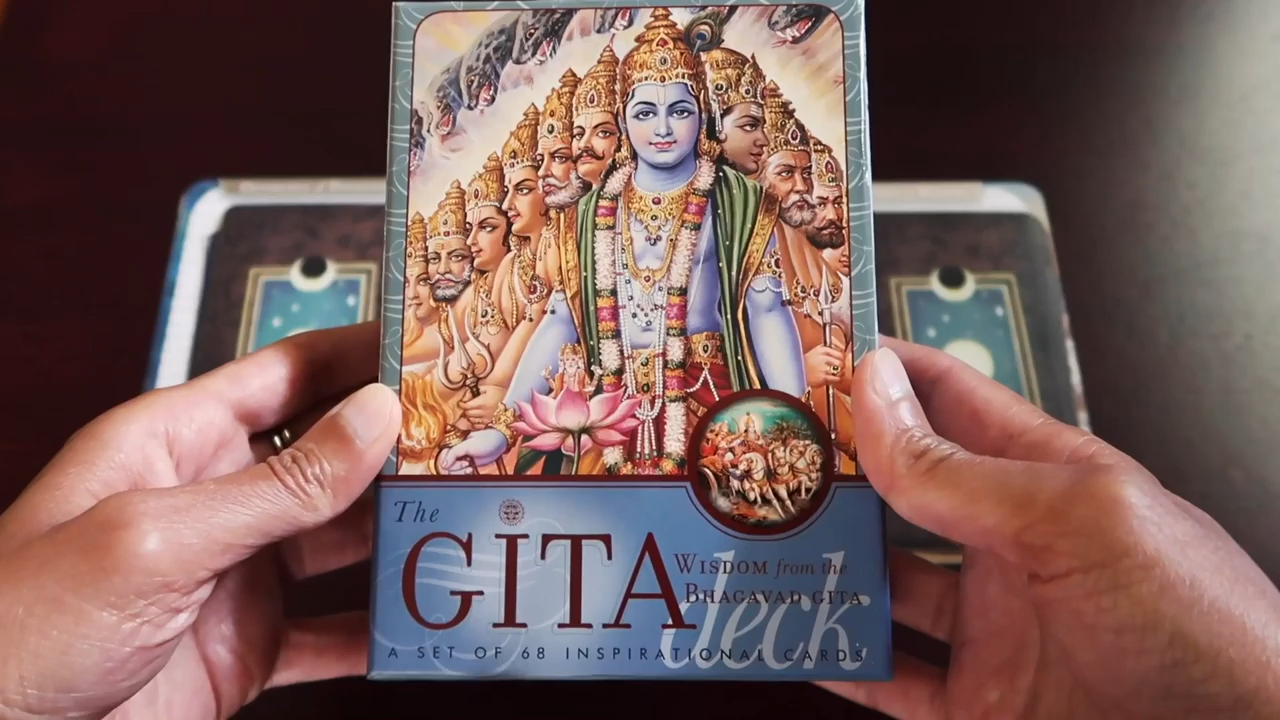 The
GITA
deck
WISDOM from the
BHAGAVAD GITA
A SET OF 68 INSPIRATIONAL CARDS